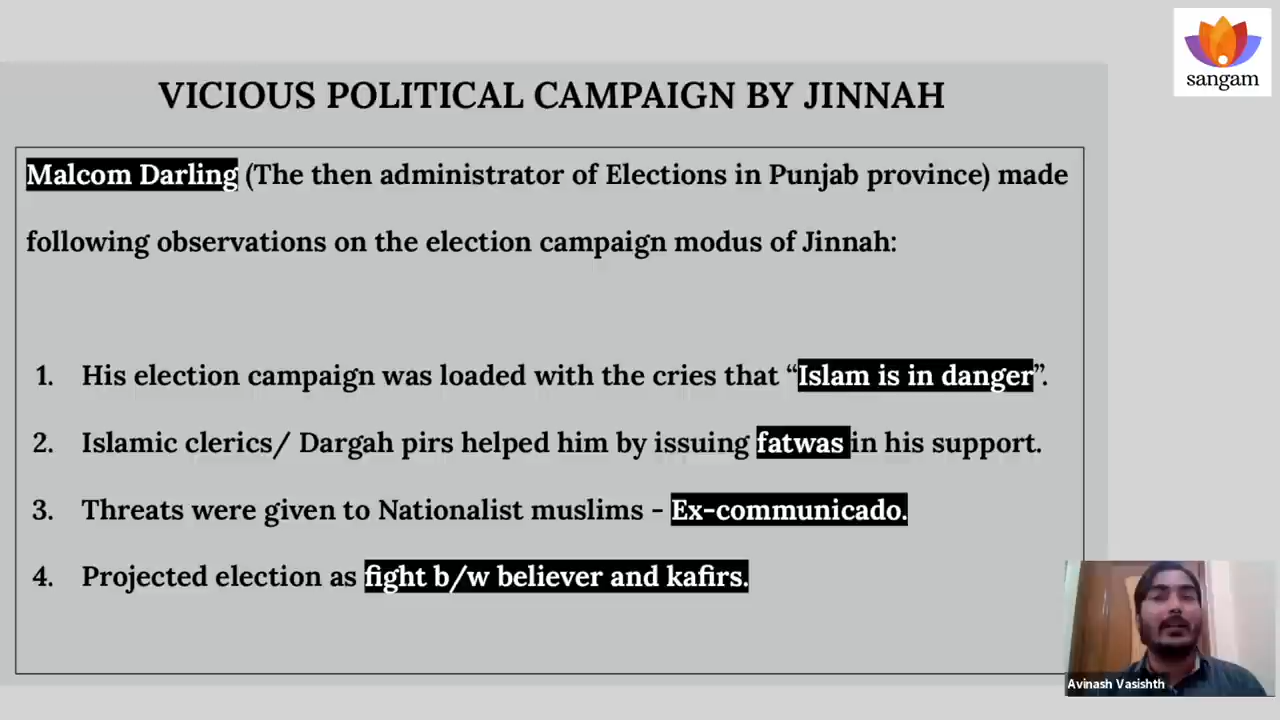 sangam
VICIOUS POLITICAL CAMPAIGN BY JINNAH
Malcom Darling (The then administrator of Elections in Punjab province) made
following observations on the election campaign modus of Jinnah:
1. His election campaign was loaded with the cries that “Islam is in danger”.
2. Islamic clerics/ Dargah pirs helped him by issuing fatwas in his support.
3. Threats were given to Nationalist muslims - Ex-communicado.
4. Projected election as fight b/w believer and kafirs.
Avinash Vasishth